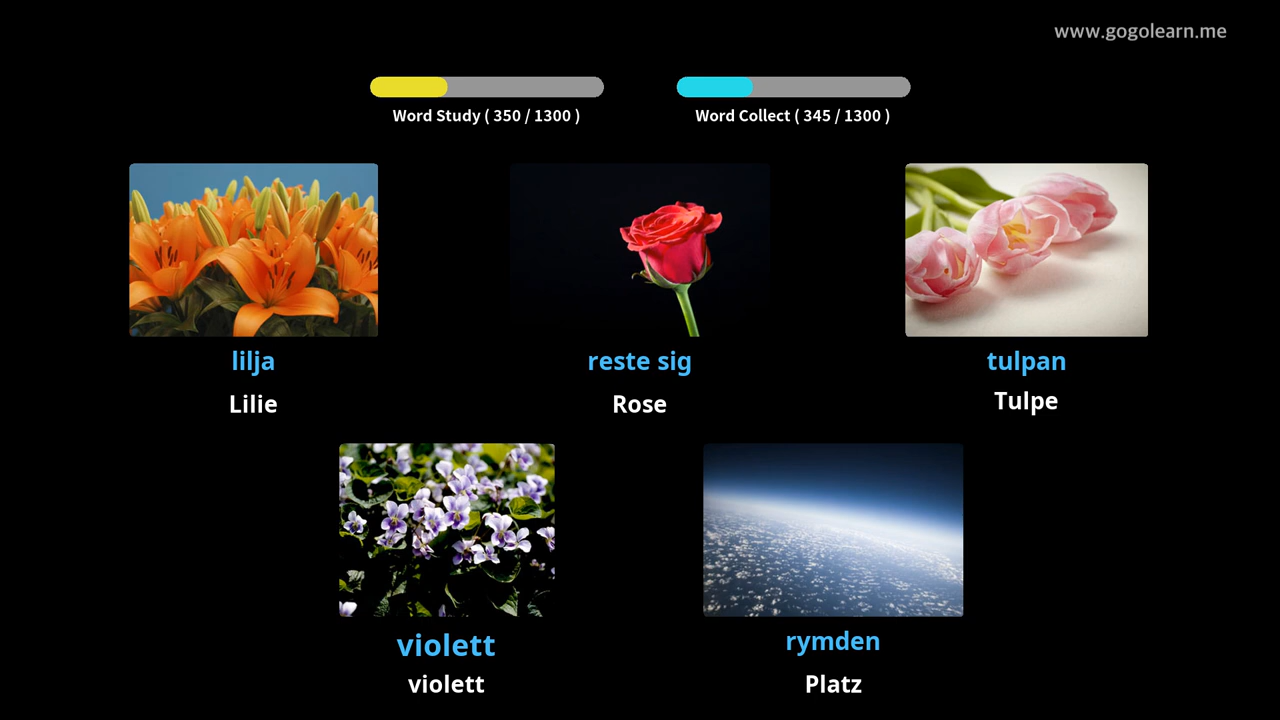 www.gogolearn.me
Word Study ( 350 / 1300 )
Word Collect ( 345 / 1300 )
lilja
reste sig
tulpan
Lilie
Rose
Tulpe
violett
rymden
violett
Platz